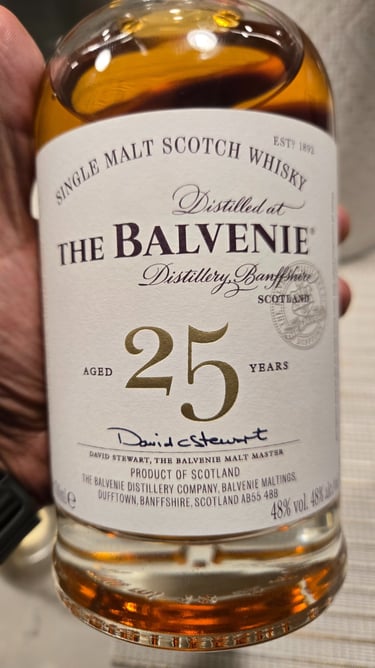 ESTD 1892
SINGLE MALT SCOTCH WHISKY
Distilled at
THE BALVENIE®
Distillery, Banffshire
SCOTLAND
AGED 25 YEARS
David C Stewart
DAVID STEWART, THE BALVENIE MALT MASTER
PRODUCT OF SCOTLAND
THE BALVENIE DISTILLERY COMPANY, BALVENIE MALTINGS,
DUFFTOWN, BANFFSHIRE, SCOTLAND AB55 4BB
48% vol. 48%